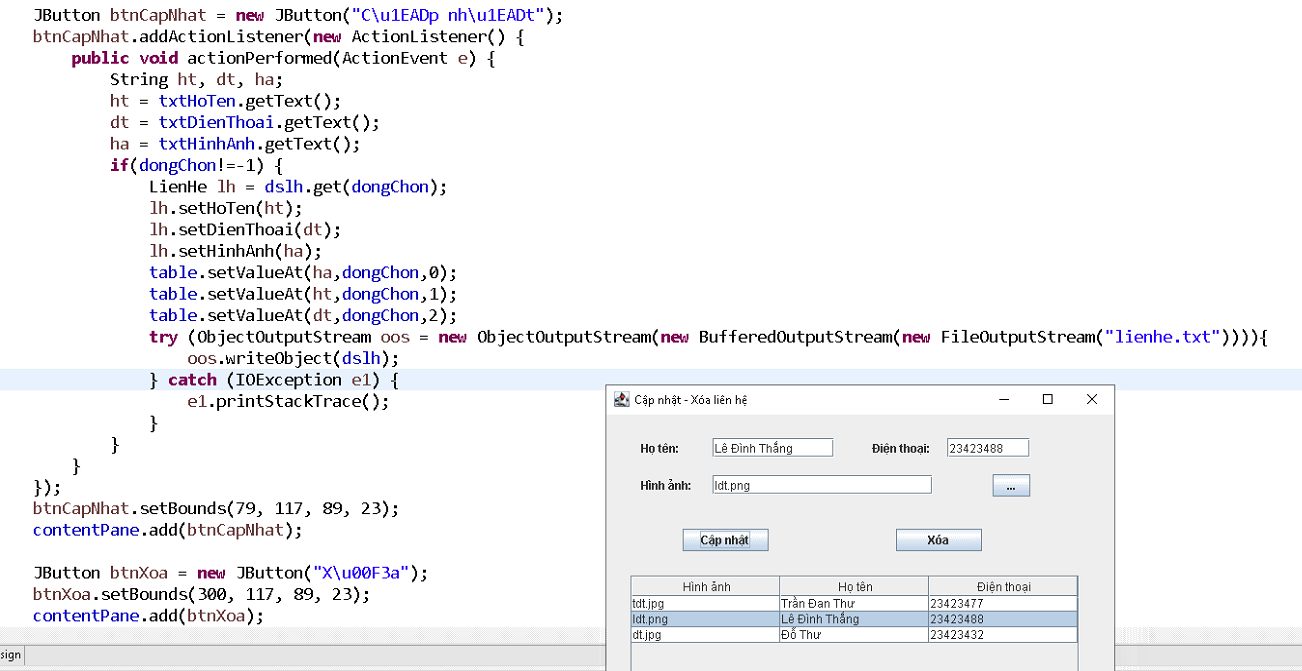 JButton btnCapNhat = new JButton("C\u1EADp nh\u1EADt");
btnCapNhat.addActionListener(new ActionListener() {
public void actionPerformed(ActionEvent e) {
String ht, dt, ha;
ht = txtHoTen.getText();
dt = txtDienThoai.getText();
ha = txtHinhAnh.getText();
if(dongChon!=-1) {
LienHe lh = dslh.get(dongChon);
lh.setHoTen(ht);
lh.setDienThoai(dt);
lh.setHinhAnh(ha);
table.setValueAt(ha,dongChon,0);
table.setValueAt(ht,dongChon,1);
table.setValueAt(dt,dongChon,2);
try (ObjectOutputStream oos = new ObjectOutputStream(new BufferedOutputStream(new FileOutputStream("lienhe.txt")))){
oos.writeObject(dslh);
} catch (IOException e1) {
e1.printStackTrace();
}
}
}
});
btnCapNhat.setBounds(79, 117, 89, 23);
contentPane.add(btnCapNhat);
JButton btnXoa = new JButton("X\u00F3a");
btnXoa.setBounds(300, 117, 89, 23);
contentPane.add(btnXoa);
sign
Cập nhật - Xóa liên hệ
Họ tên: Lê Đình Thắng Điện thoại: 23423488
Hình ảnh: ldt.png ...
Cập nhật Xóa
Hình ảnh Họ tên Điện thoại
tdt.jpg Trần Đan Thư 23423477
ldt.png Lê Đình Thắng 23423488
dt.jpg Đỗ Thư 23423432